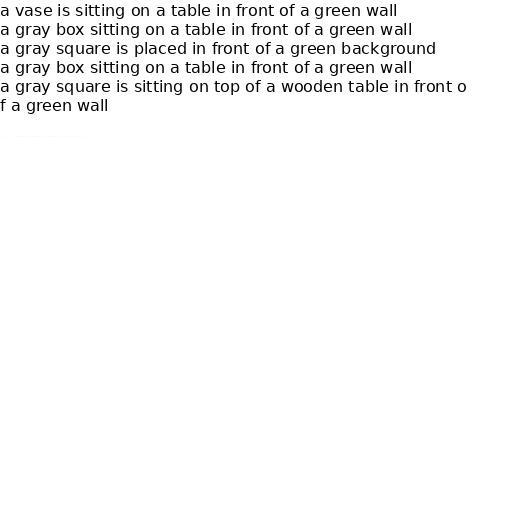 a vase is sitting on a table in front of a green wall
a gray box sitting on a table in front of a green wall
a gray square is placed in front of a green background
a gray box sitting on a table in front of a green wall
a gray square is sitting on top of a wooden table in front o
f a green wall